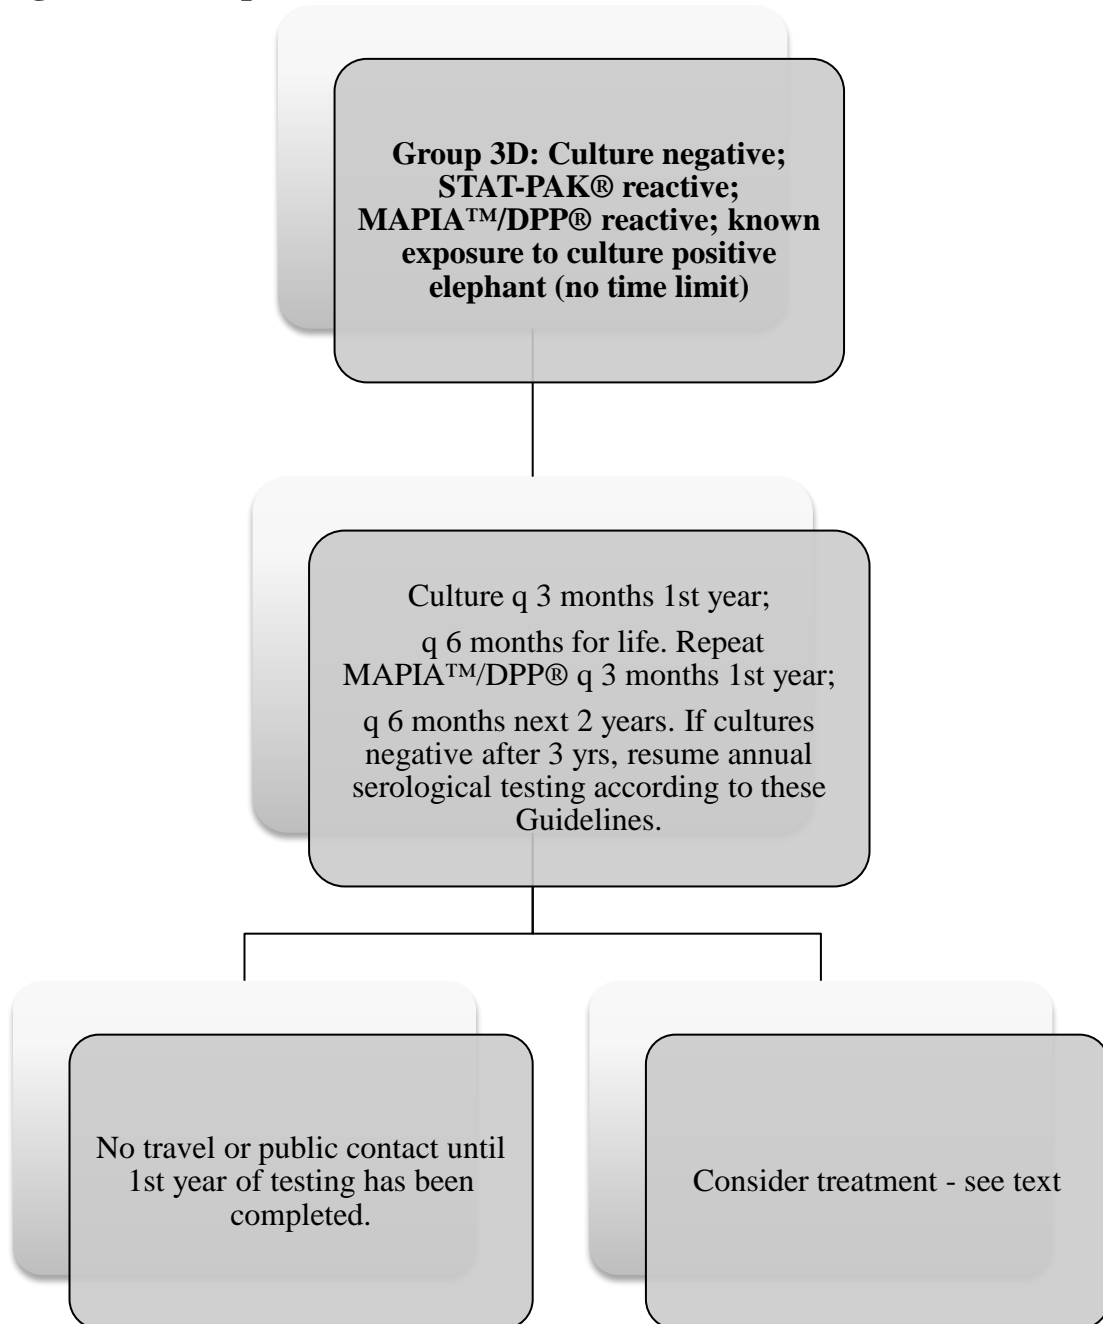 Group 3D: Culture negative;
STAT-PAK® reactive;
MAPIA™/DPP® reactive; known
exposure to culture positive
elephant (no time limit)
Culture q 3 months 1st year;
q 6 months for life. Repeat
MAPIA™/DPP® q 3 months 1st year;
q 6 months next 2 years. If cultures
negative after 3 yrs, resume annual
serological testing according to these
Guidelines.
No travel or public contact until
1st year of testing has been
completed.
Consider treatment - see text